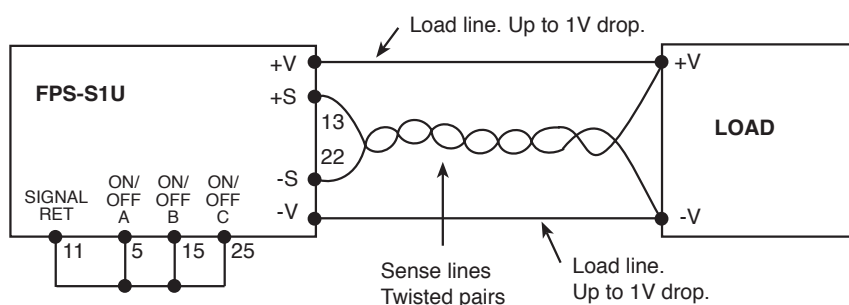 Load line. Up to 1V drop.
+V
+V
FPS-S1U
+S
13
LOAD
22
-S
SIGNAL
RET
ON/
OFF
A
ON/
OFF
B
ON/
OFF
C
-V
-V
11
5
15
25
Sense lines
Twisted pairs
Load line.
Up to 1V drop.